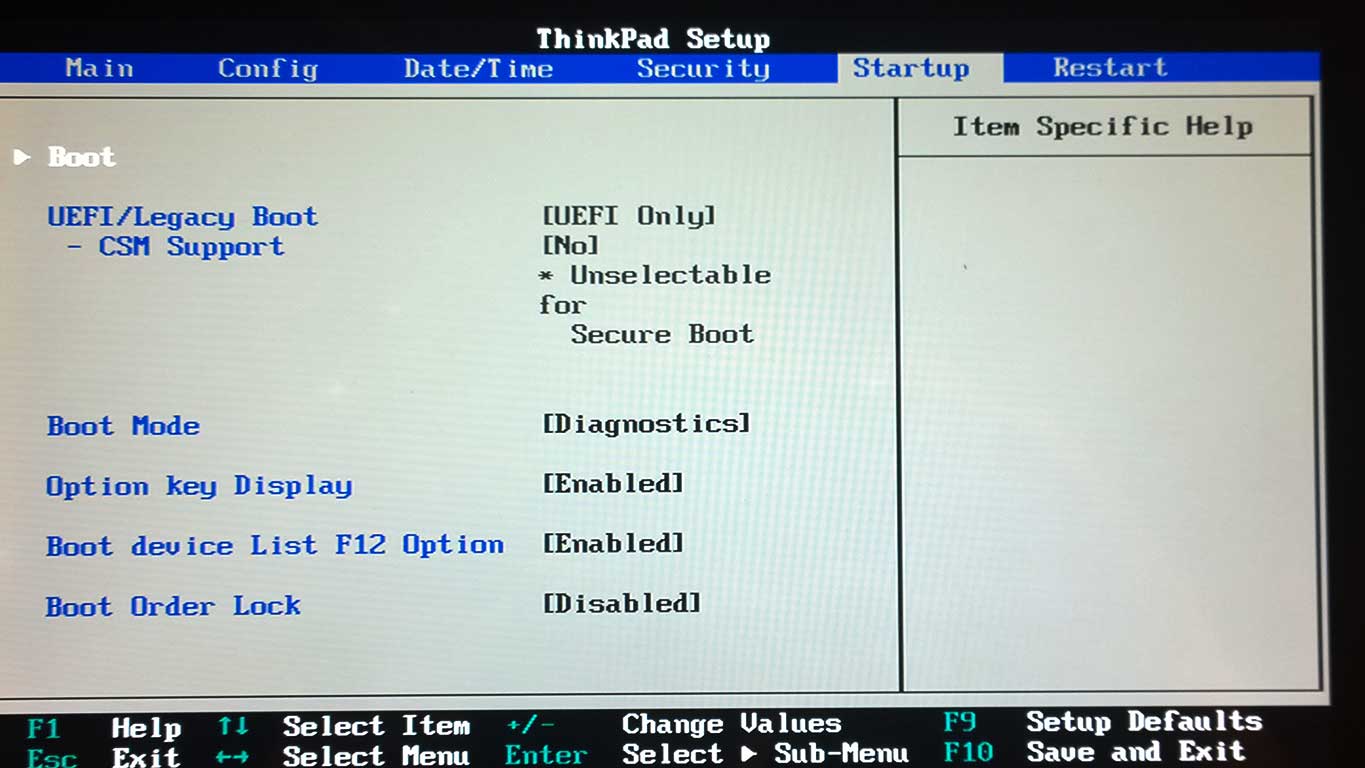 ThinkPad Setup
Main Config Date/Time Security Startup Restart
Item Specific Help
► Boot
UEFI/Legacy Boot [UEFI Only]
- CSM Support [No]
* Unselectable
for
Secure Boot
Boot Mode [Diagnostics]
Option key Display [Enabled]
Boot device List F12 Option [Enabled]
Boot Order Lock [Disabled]
F1 Help ↑↓ Select Item +/- Change Values F9 Setup Defaults
Esc Exit ←→ Select Menu Enter Select ► Sub-Menu F10 Save and Exit